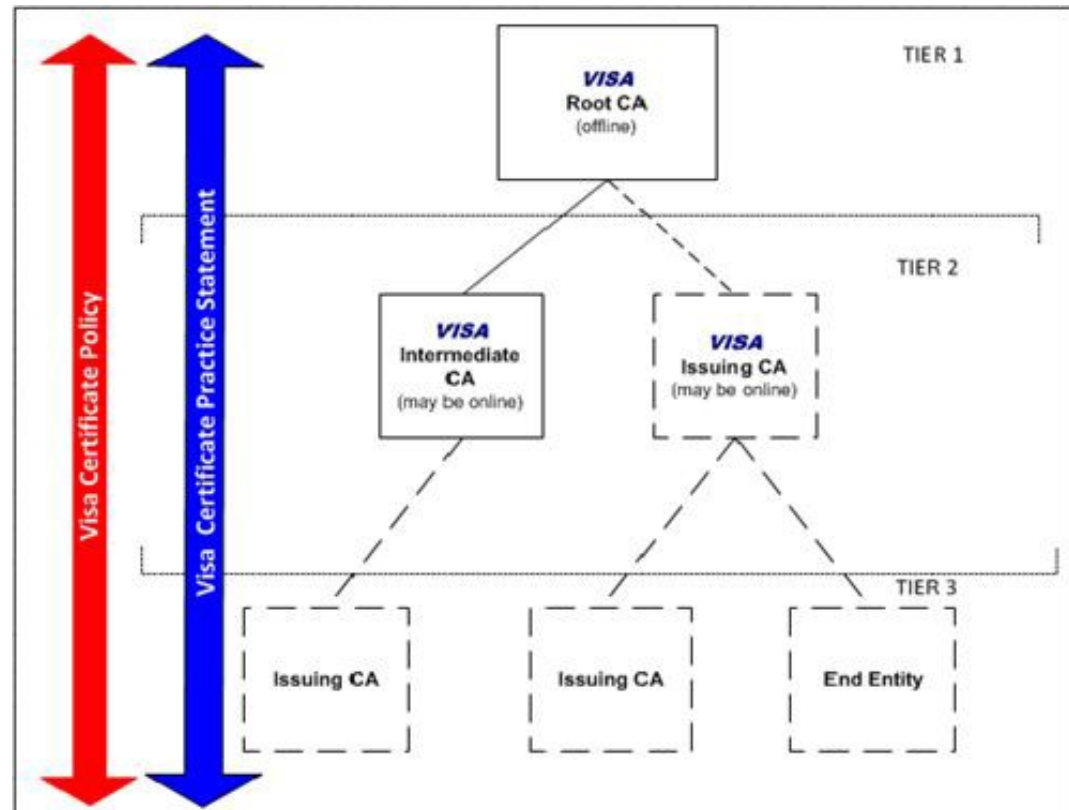 TIER 1
VISA
Root CA
(offline)
TIER 2
VISA
Intermediate
CA
(may be online)
VISA
Issuing CA
(may be online)
TIER 3
Issuing CA
Issuing CA
End Entity
Visa Certificate Policy
Visa Certificate Practice Statement